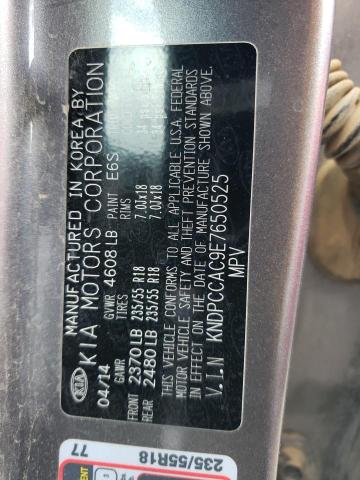 MANUFACTURED IN KOREA BY
KIA KIA MOTORS CORPORATION
04/14 GVWR 4608LB PAINT E6S
GAWR TIRES RIMS
FRONT 2370LB 235/55 R18 7.0Jx18
REAR 2480LB 235/55 R18 7.0Jx18
THIS VEHICLE CONFORMS TO ALL APPLICABLE U.S.A. FEDERAL
MOTOR VEHICLE SAFETY AND THEFT PREVENTION STANDARDS
IN EFFECT ON THE DATE OF MANUFACTURE SHOWN ABOVE.
V.I.N KNDPCCAC9E7650525
MPV
235/55R18
77